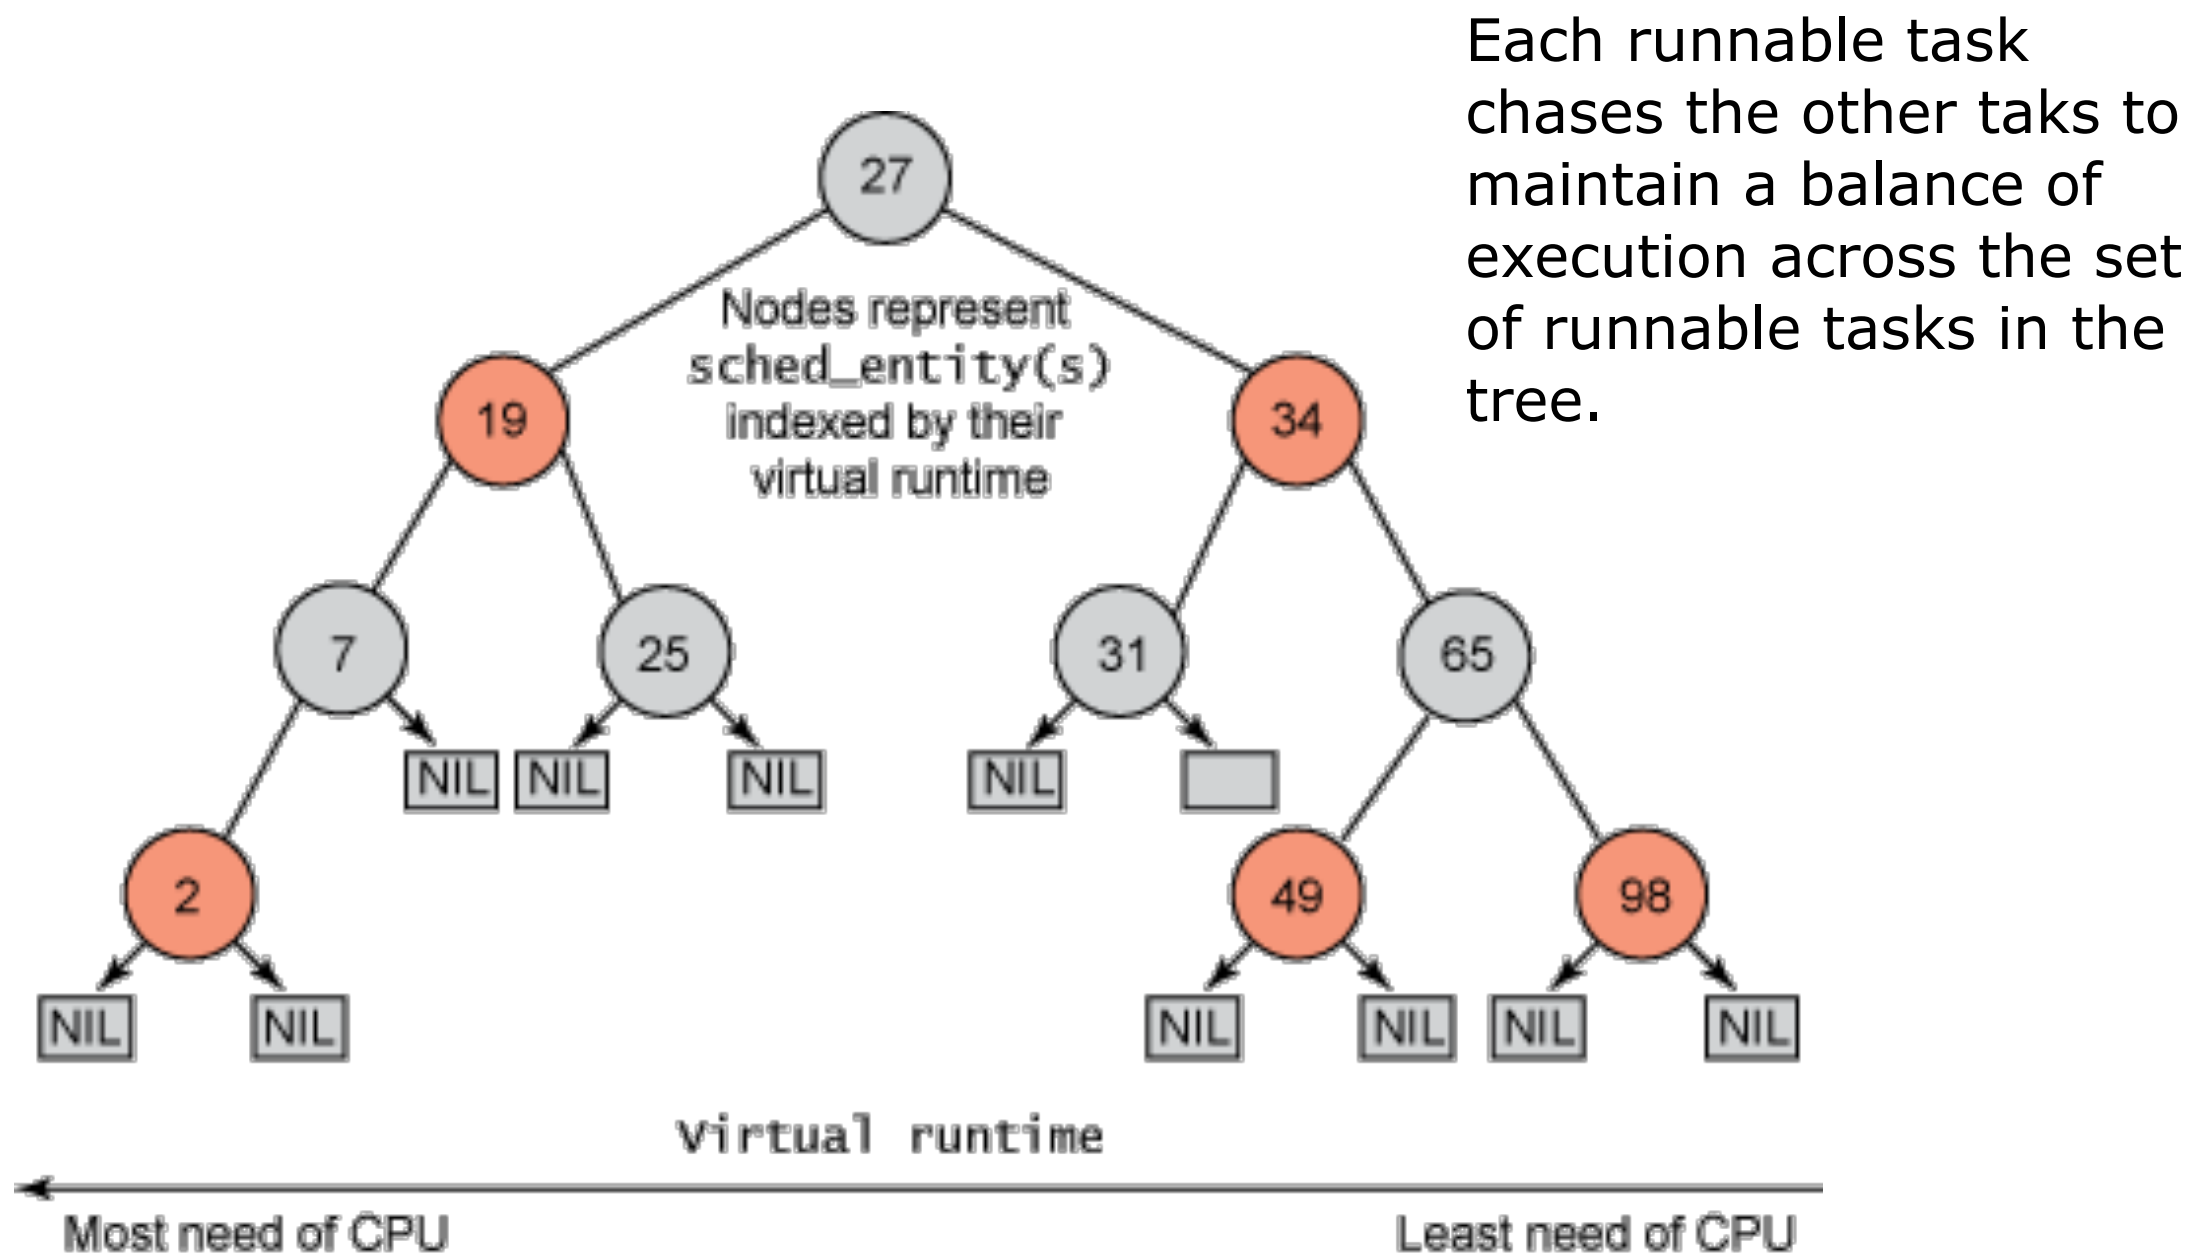 Each runnable task
chases the other taks to
maintain a balance of
execution across the set
of runnable tasks in the
tree.
27
Nodes represent
sched_entity(s)
indexed by their
virtual runtime
19
34
7
25
31
65
NIL
NIL
NIL
NIL
2
49
98
NIL
NIL
NIL
NIL
NIL
NIL
Virtual runtime
Most need of CPU
Least need of CPU